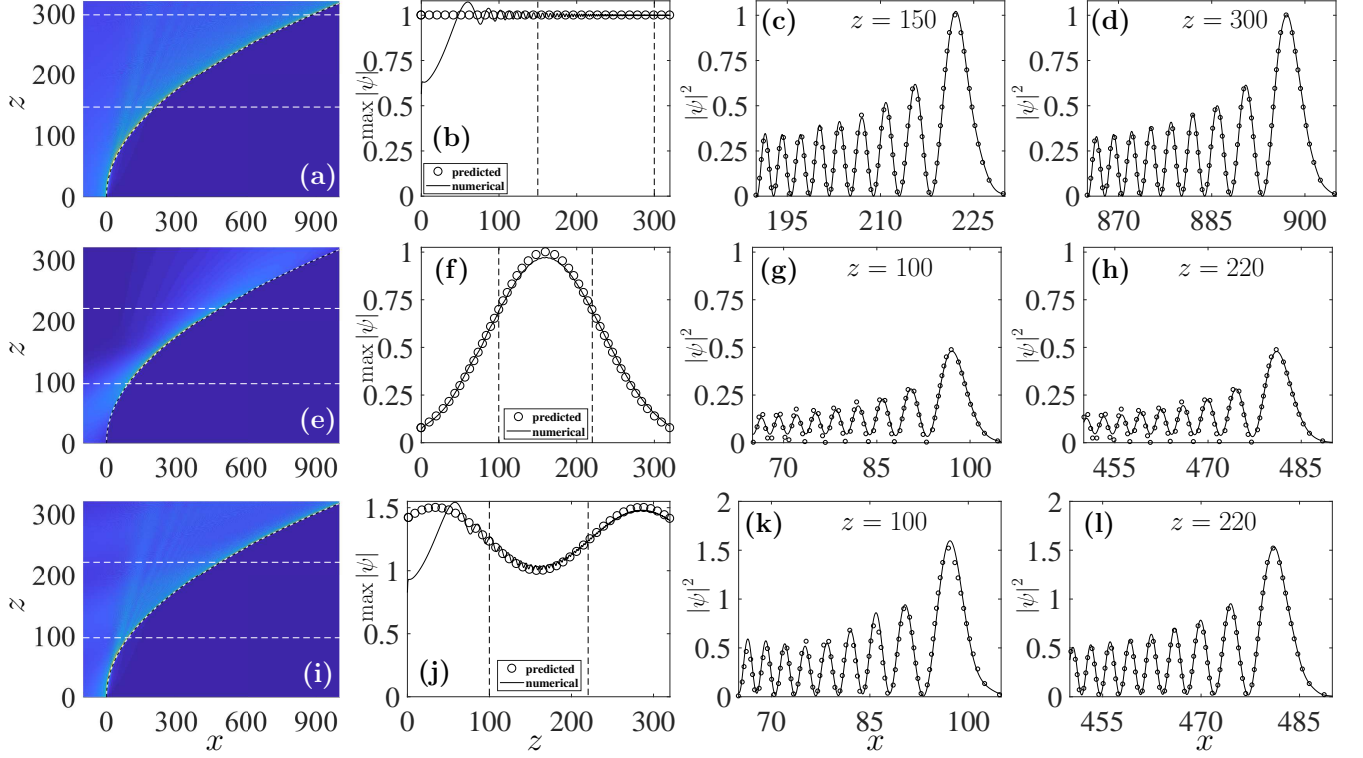 300
200
100
0
z
(a)
0 300 600 900
1
0.75
0.5
0.25
0
max |ψ|
(b)
predicted
numerical
0 100 200 300
1
0.75
0.5
0.25
0
|ψ|²
(c)
z = 150
195 210 225
1
0.75
0.5
0.25
0
|ψ|²
(d)
z = 300
870 885 900
300
200
100
0
z
(e)
0 300 600 900
1
0.75
0.5
0.25
0
max |ψ|
(f)
predicted
numerical
0 100 200 300
1
0.75
0.5
0.25
0
|ψ|²
(g)
z = 100
70 85 100
1
0.75
0.5
0.25
0
|ψ|²
(h)
z = 220
455 470 485
300
200
100
0
z
(i)
0 300 600 900
x
1.5
1
0.5
0
max |ψ|
(j)
predicted
numerical
0 100 200 300
z
2
1.5
1
0.5
0
|ψ|²
(k)
z = 100
70 85 100
x
2
1.5
1
0.5
0
|ψ|²
(l)
z = 220
455 470 485
x